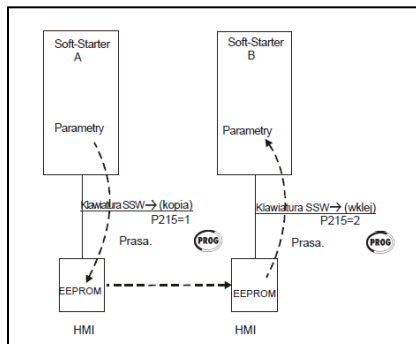 Soft-Starter
A
Parametry
Klawiatura SSW→ (kopia)
P215=1
Prasa.
PROG
EEPROM
HMI
Soft-Starter
B
Parametry
Klawiatura SSW→ (wklej)
P215=2
Prasa.
PROG
EEPROM
HMI